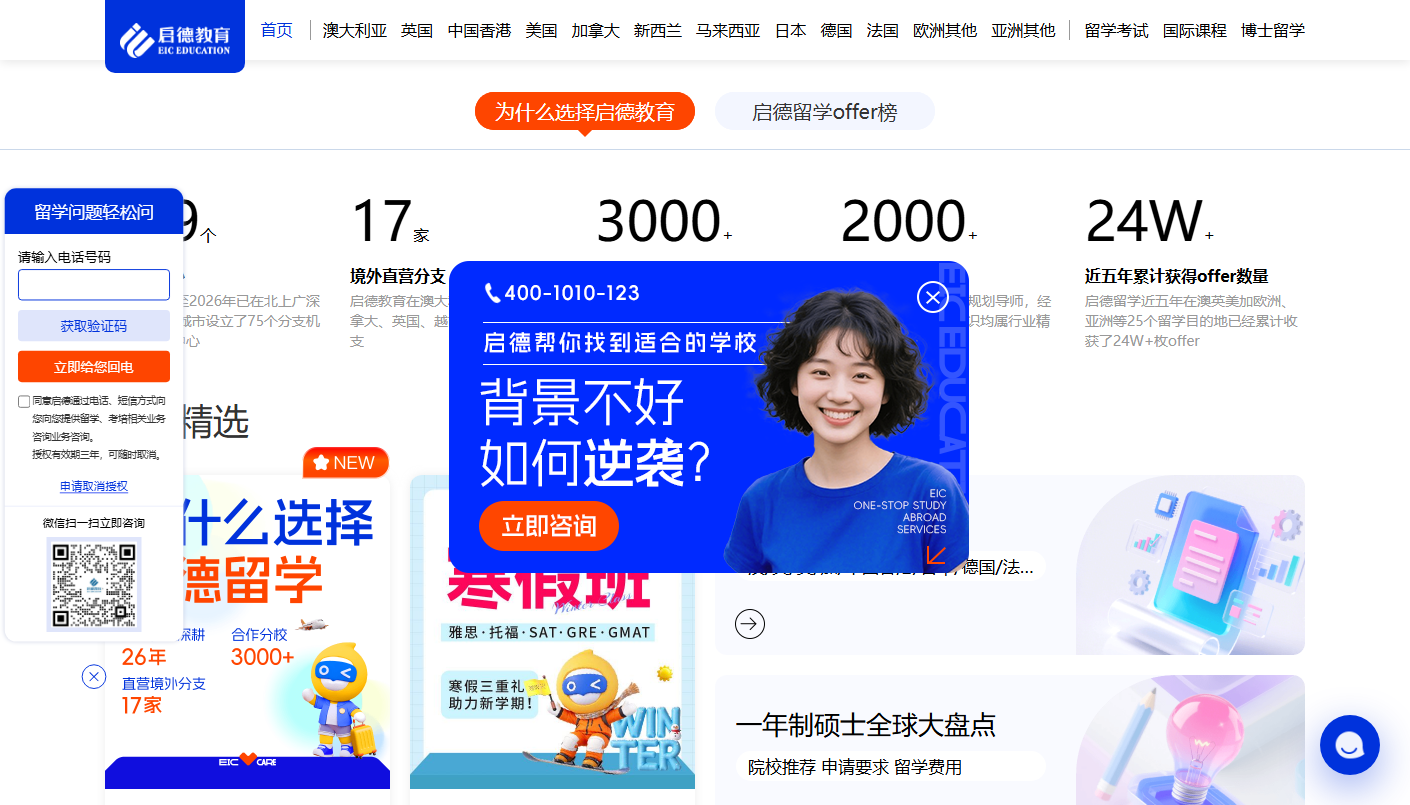 启德教育
EIC EDUCATION
首页
澳大利亚
英国
中国香港
美国
加拿大
新西兰
马来西亚
日本
德国
法国
欧洲其他
亚洲其他
留学考试
国际课程
博士留学
为什么选择启德教育
启德留学offer榜
9个
17家
3000+
2000+
24W+
境外直营分支
近五年累计获得offer数量
至2026年已在北上广深
城市设立了75个分支机
中心
启德教育在澳大
拿大、英国、越
支
规划导师，经
识均属行业精
启德留学近五年在澳英美加欧洲、
亚洲等25个留学目的地已经累计收
获了24W+枚offer
留学问题轻松问
请输入电话号码
获取验证码
立即给您回电
同意启德通过电话、短信方式向
您向您提供留学、考培相关业务
咨询业务咨询。
授权有效期三年，可随时取消。
申请取消授权
微信扫一扫立即咨询
400-1010-123
启德帮你找到适合的学校
背景不好
如何逆袭?
立即咨询
EIC EDUCAT
EIC
ONE-STOP STUDY
ABROAD
SERVICES
精选
NEW
什么选择
德留学
深耕
26年
合作分校
3000+
直营境外分支
17家
EIC CARE
寒假班
Winter Class
雅思·托福·SAT·GRE·GMAT
寒假三重礼
助力新学期!
WIN
TER
德国/法...
一年制硕士全球大盘点
院校推荐 申请要求 留学费用